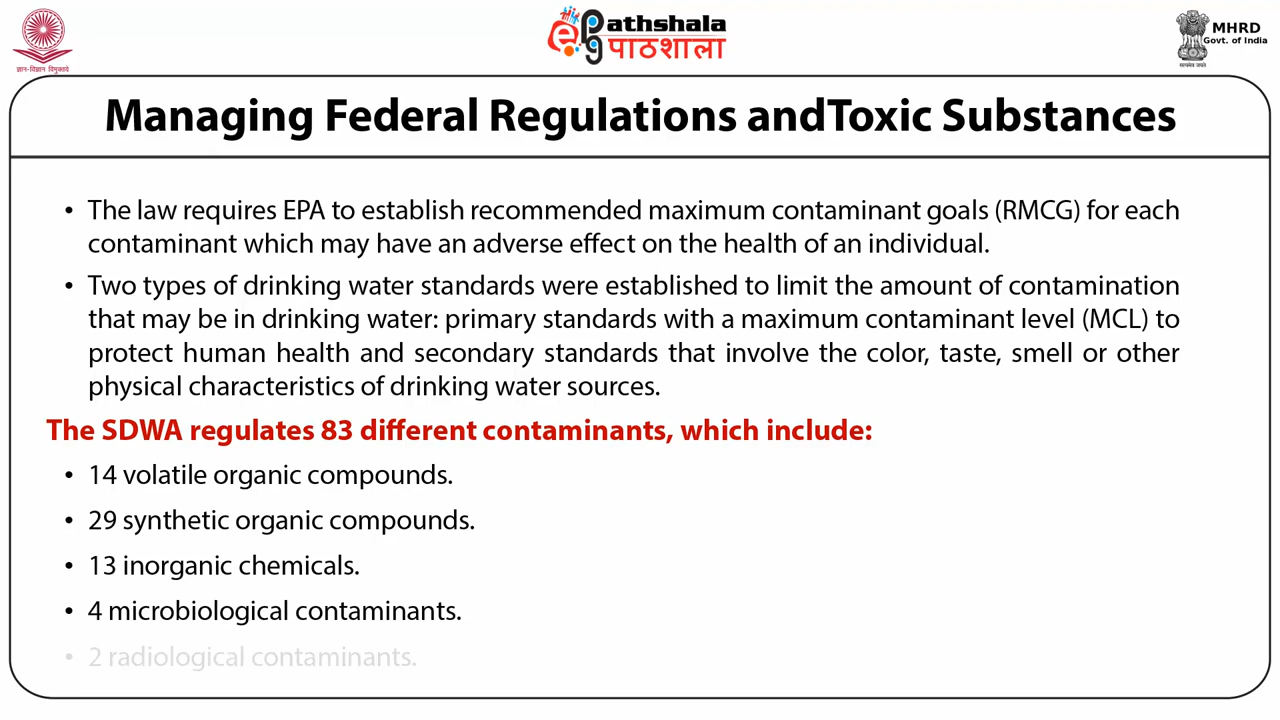 ज्ञान-विज्ञान विमुक्तये
epgathshala
पाठशाला
MHRD
Govt. of India
सत्यमेव जयते
Managing Federal Regulations andToxic Substances
• The law requires EPA to establish recommended maximum contaminant goals (RMCG) for each
contaminant which may have an adverse effect on the health of an individual.
• Two types of drinking water standards were established to limit the amount of contamination
that may be in drinking water: primary standards with a maximum contaminant level (MCL) to
protect human health and secondary standards that involve the color, taste, smell or other
physical characteristics of drinking water sources.
The SDWA regulates 83 different contaminants, which include:
• 14 volatile organic compounds.
• 29 synthetic organic compounds.
• 13 inorganic chemicals.
• 4 microbiological contaminants.
• 2 radiological contaminants.